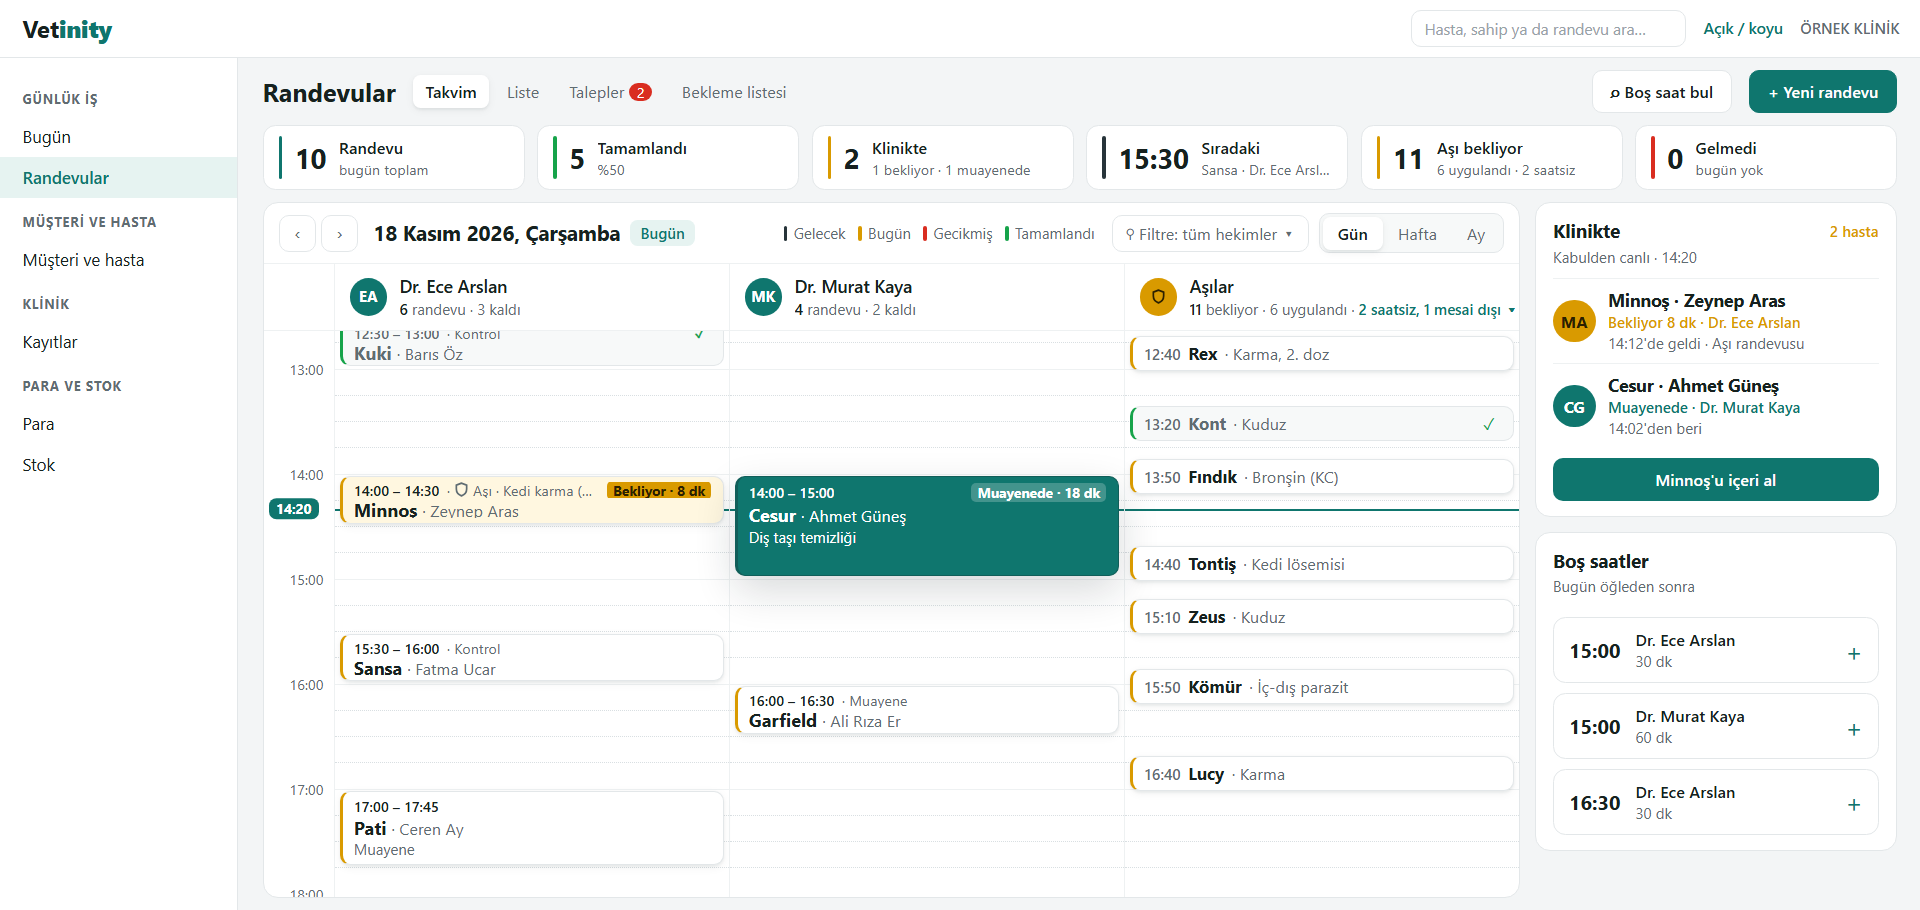 Vetinity
Hasta, sahip ya da randevu ara...
Açık / koyu
ÖRNEK KLİNİK
GÜNLÜK İŞ
Bugün
Randevular
MÜŞTERİ VE HASTA
Müşteri ve hasta
KLİNİK
Kayıtlar
PARA VE STOK
Para
Stok
Randevular
Takvim
Liste
Talepler 2
Bekleme listesi
Boş saat bul
+ Yeni randevu
10 Randevu
bugün toplam
5 Tamamlandı
%50
2 Klinikte
1 bekliyor · 1 muayenede
15:30 Sıradaki
Sansa · Dr. Ece Arsl...
11 Aşı bekliyor
6 uygulandı · 2 saatsiz
0 Gelmedi
bugün yok
‹ › 18 Kasım 2026, Çarşamba Bugün
Gelecek Bugün Gecikmiş Tamamlandı
Filtre: tüm hekimler ▾
Gün Hafta Ay
EA Dr. Ece Arslan
6 randevu · 3 kaldı
MK Dr. Murat Kaya
4 randevu · 2 kaldı
Aşılar
11 bekliyor · 6 uygulandı · 2 saatsiz, 1 mesai dışı ▾
13:00
14:00
14:20
15:00
16:00
17:00
18:00
12:30 – 13:00 · Kontrol ✓
Kuki · Barıs Öz
14:00 – 14:30 · Aşı · Kedi karma (... Bekliyor · 8 dk
Minnoş · Zeynep Aras
15:30 – 16:00 · Kontrol
Sansa · Fatma Ucar
17:00 – 17:45
Pati · Ceren Ay
Muayene
14:00 – 15:00 Muayenede · 18 dk
Cesur · Ahmet Güneş
Diş taşı temizliği
16:00 – 16:30 · Muayene
Garfield · Ali Rıza Er
12:40 Rex · Karma, 2. doz
13:20 Kont · Kuduz ✓
13:50 Fındık · Bronşin (KC)
14:40 Tontiş · Kedi lösemisi
15:10 Zeus · Kuduz
15:50 Kömür · İç-dış parazit
16:40 Lucy · Karma
Klinikte 2 hasta
Kabulden canlı · 14:20
MA Minnoş · Zeynep Aras
Bekliyor 8 dk · Dr. Ece Arslan
14:12'de geldi · Aşı randevusu
CG Cesur · Ahmet Güneş
Muayenede · Dr. Murat Kaya
14:02'den beri
Minnoş'u içeri al
Boş saatler
Bugün öğleden sonra
15:00 Dr. Ece Arslan +
30 dk
15:00 Dr. Murat Kaya +
60 dk
16:30 Dr. Ece Arslan +
30 dk